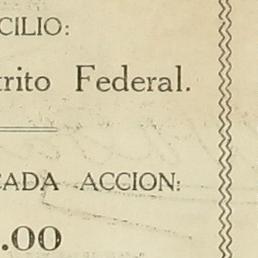 CILIO:
trito Federal.
CADA ACCION:
.00